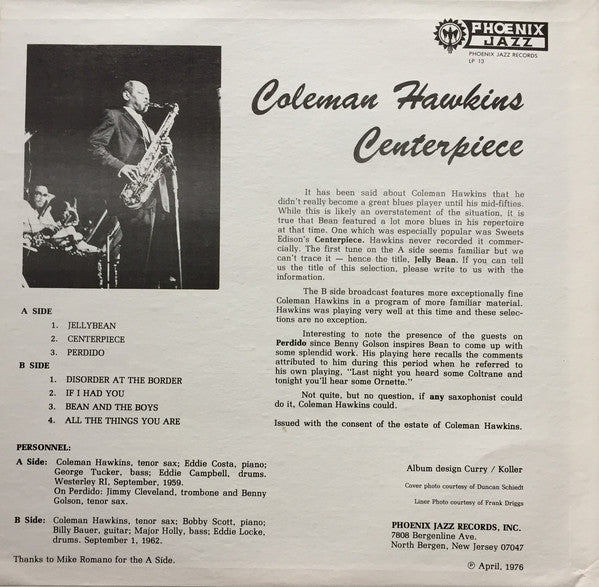 PHOENIX
JAZZ
PHOENIX JAZZ RECORDS
LP 13
Coleman Hawkins
Centerpiece
It has been said about Coleman Hawkins that he
didn't really become a great blues player until his mid-fifties.
While this is likely an overstatement of the situation, it is
true that Bean featured a lot more blues in his repertoire
at that time. One which was especially popular was Sweets
Edison's Centerpiece. Hawkins never recorded it commer-
cially. The first tune on the A side seems familiar but we
can't trace it — hence the title, Jelly Bean. If you can tell
us the title of this selection, please write to us with the
information.
The B side broadcast features more exceptionally fine
Coleman Hawkins in a program of more familiar material.
Hawkins was playing very well at this time and these selec-
tions are no exception.
Interesting to note the presence of the guests on
Perdido since Benny Golson inspires Bean to come up with
some splendid work. His playing here recalls the comments
attributed to him during this period when he referred to
his own playing, "Last night you heard some Coltrane and
tonight you'll hear some Ornette."
Not quite, but no question, if any saxophonist could
do it, Coleman Hawkins could.
Issued with the consent of the estate of Coleman Hawkins.
A SIDE
1. JELLYBEAN
2. CENTERPIECE
3. PERDIDO
B SIDE
1. DISORDER AT THE BORDER
2. IF I HAD YOU
3. BEAN AND THE BOYS
4. ALL THE THINGS YOU ARE
PERSONNEL:
A Side: Coleman Hawkins, tenor sax; Eddie Costa, piano;
George Tucker, bass; Eddie Campbell, drums.
Westerley RI, September, 1959.
On Perdido: Jimmy Cleveland, trombone and Benny
Golson, tenor sax.
B Side: Coleman Hawkins, tenor sax; Bobby Scott, piano;
Billy Bauer, guitar; Major Holly, bass; Eddie Locke,
drums. September 1, 1962.
Thanks to Mike Romano for the A Side.
Album design Curry / Koller
Cover photo courtesy of Duncan Schiedt
Liner Photo courtesy of Frank Driggs
PHOENIX JAZZ RECORDS, INC.
7808 Bergenline Ave.
North Bergen, New Jersey 07047
℗ April, 1976